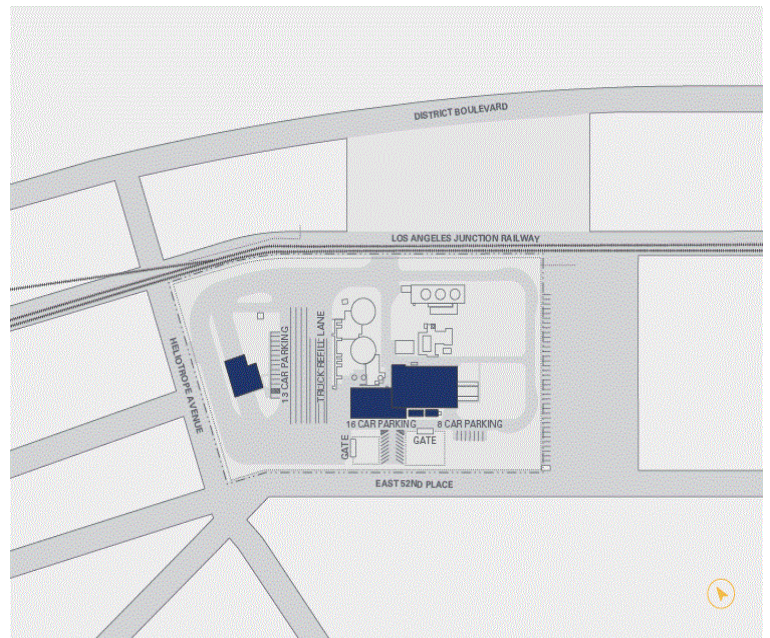 DISTRICT BOULEVARD
LOS ANGELES JUNCTION RAILWAY
HELIOTROPE AVENUE
13 CAR PARKING
TRUCK REFILL LANE
16 CAR PARKING
8 CAR PARKING
GATE
GATE
EAST 52ND PLACE